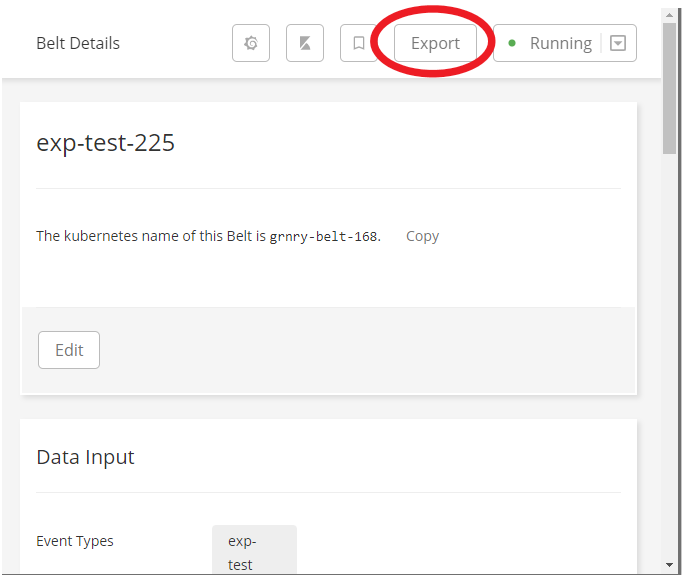 Belt Details
Export
Running
exp-test-225
The kubernetes name of this Belt is grnry-belt-168. Copy
Edit
Data Input
Event Types
exp-
test